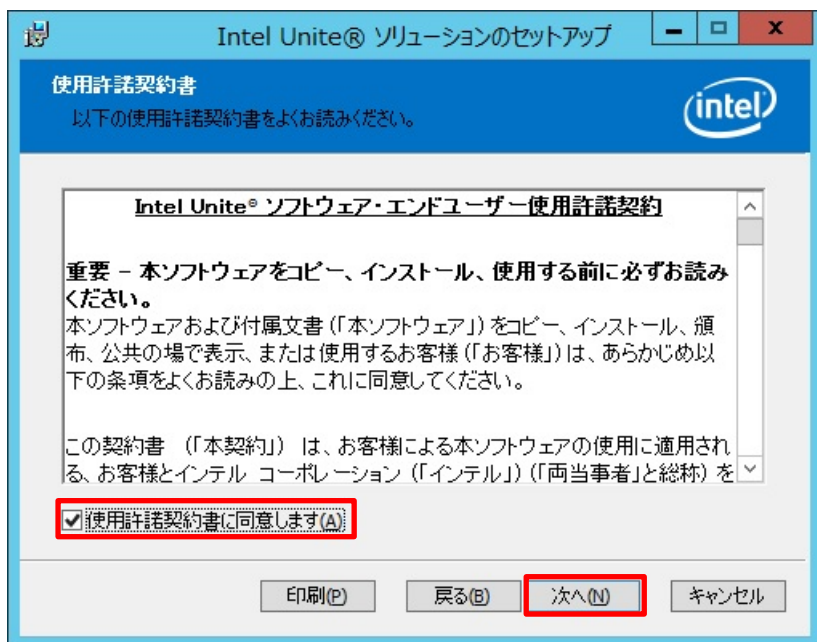 Intel Unite® ソリューションのセットアップ
使用許諾契約書
以下の使用許諾契約書をよくお読みください。
intel
Intel Unite® ソフトウェア・エンドユーザー使用許諾契約
重要 – 本ソフトウェアをコピー、インストール、使用する前に必ずお読み
ください。
本ソフトウェアおよび付属文書 (「本ソフトウェア」) をコピー、インストール、頒
布、公共の場で表示、または使用するお客様 (「お客様」) は、あらかじめ以
下の条項をよくお読みの上、これに同意してください。
この契約書 (「本契約」) は、お客様による本ソフトウェアの使用に適用され
る、お客様とインテル コーポレーション (「インテル」) (「両当事者」と総称) を
使用許諾契約書に同意します(A)
印刷(P) 戻る(B) 次へ(N) キャンセル